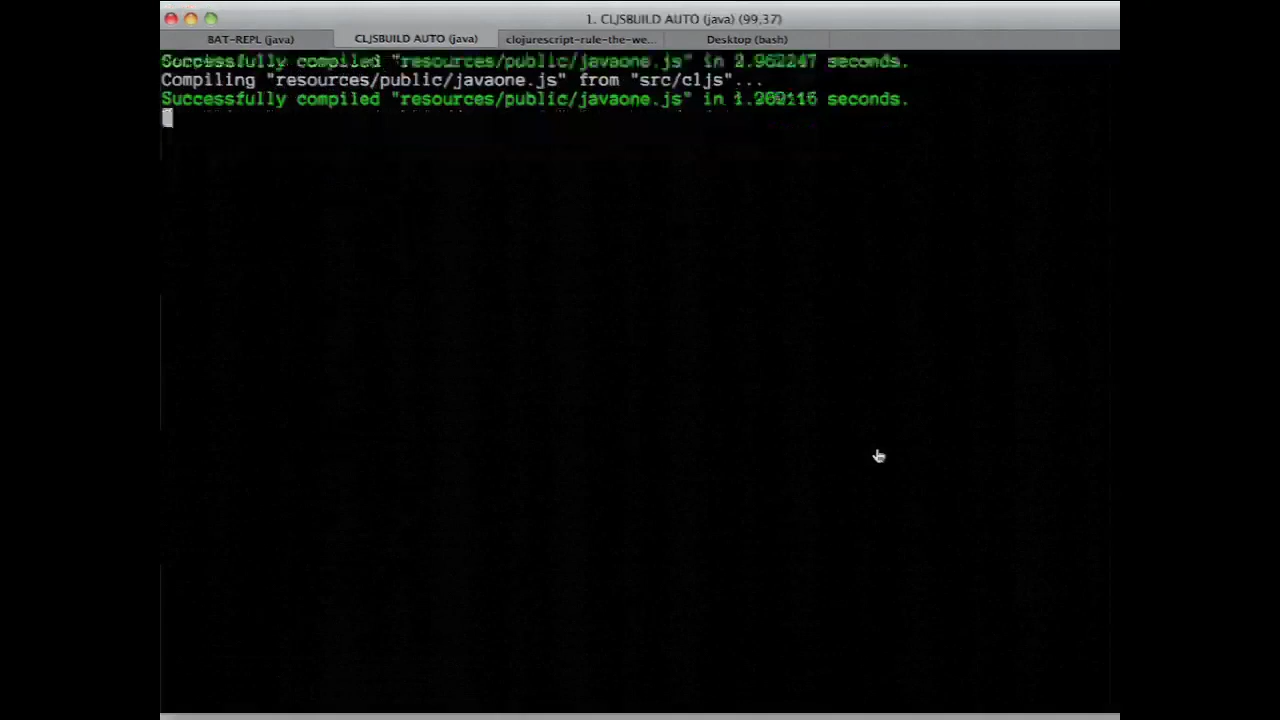 1. CLJSBUILD AUTO (java) (99,37)
BAT-REPL (java)
CLJSBUILD AUTO (java)
clojurescript-rule-the-we...
Desktop (bash)
Successfully compiled "resources/public/javaone.js" in seconds.
Compiling "resources/public/javaone.js" from "src/cljs"...
Successfully compiled "resources/public/javaone.js" in seconds.